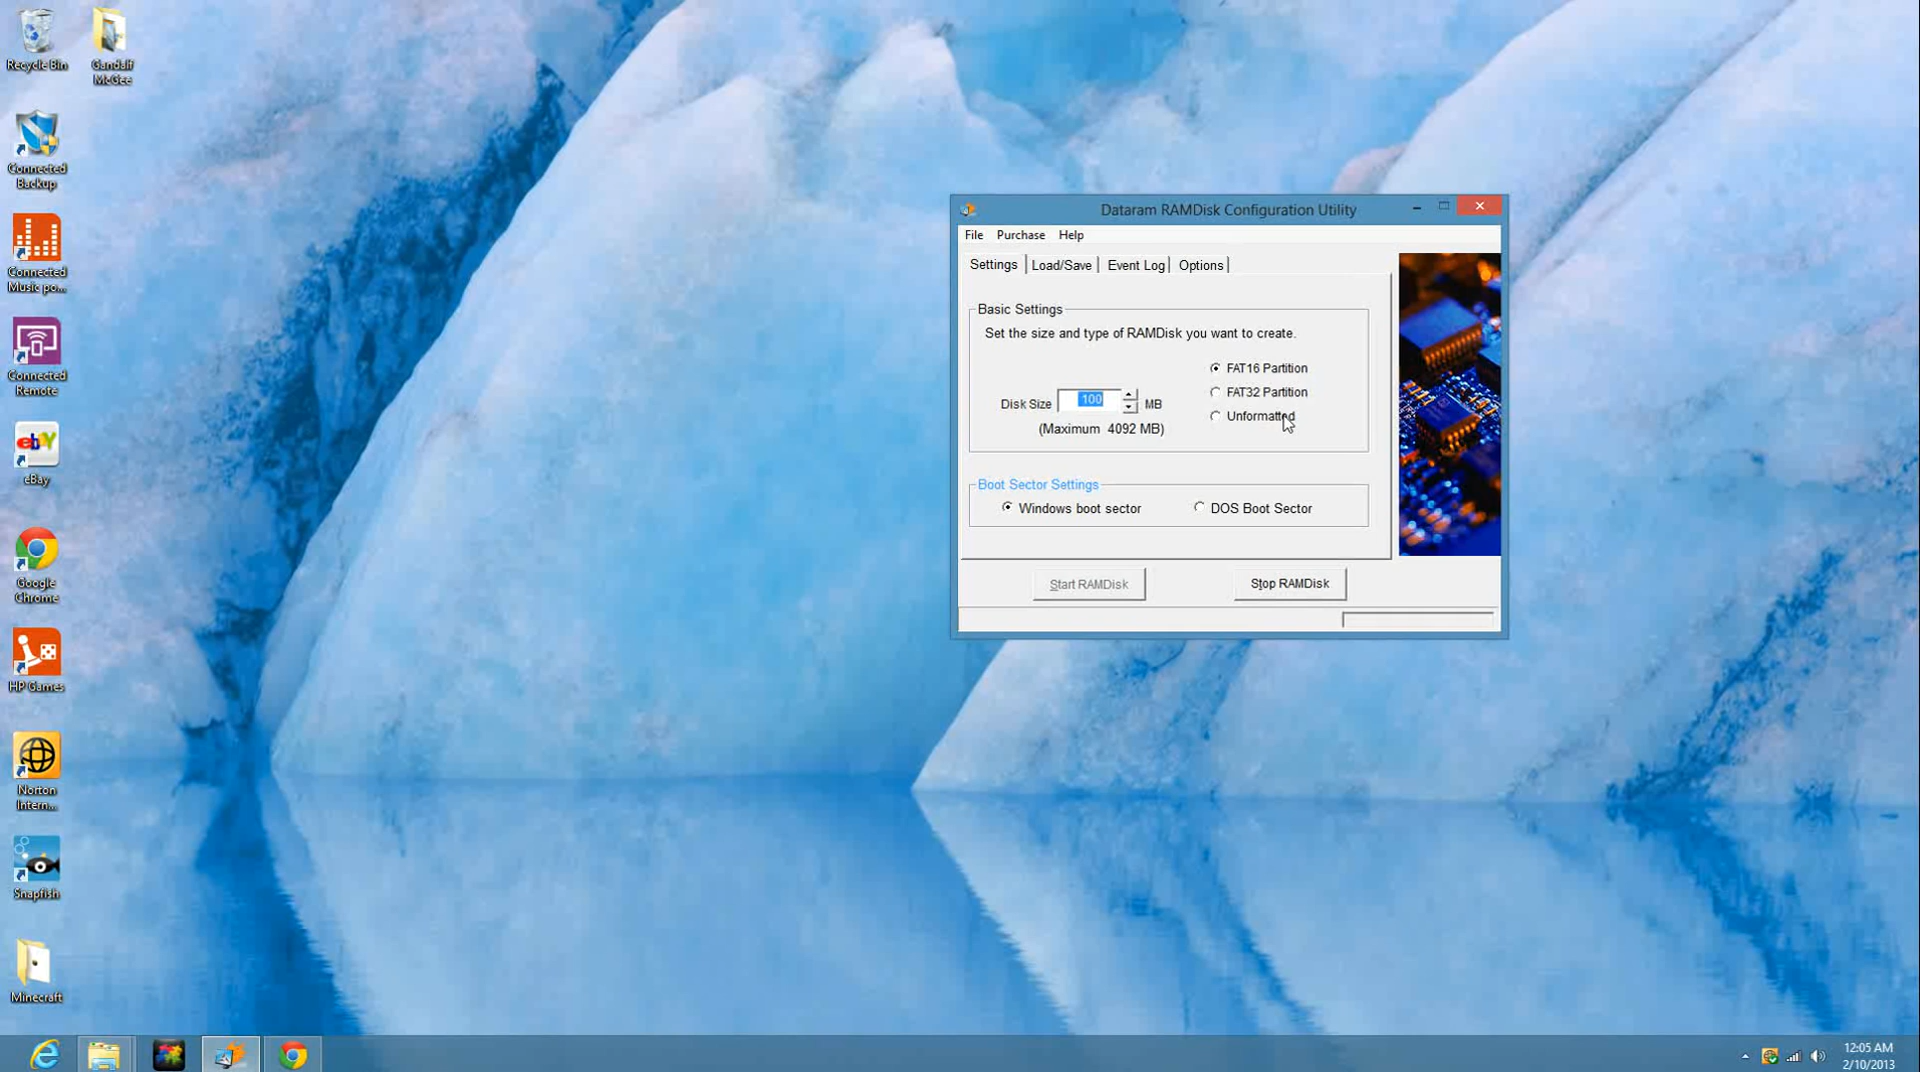 Recycle Bin
Gandalf
McGee
Connected
Backup
Connected
Music po...
Connected
Remote
ebay
eBay
Google
Chrome
HP Games
Norton
Intern...
Snapfish
Minecraft
Dataram RAMDisk Configuration Utility
File Purchase Help
Settings Load/Save Event Log Options
Basic Settings
Set the size and type of RAMDisk you want to create.
FAT16 Partition
FAT32 Partition
Disk Size 100 MB
Unformatted
(Maximum 4092 MB)
Boot Sector Settings
Windows boot sector DOS Boot Sector
Start RAMDisk Stop RAMDisk
12:05 AM
2/10/2013